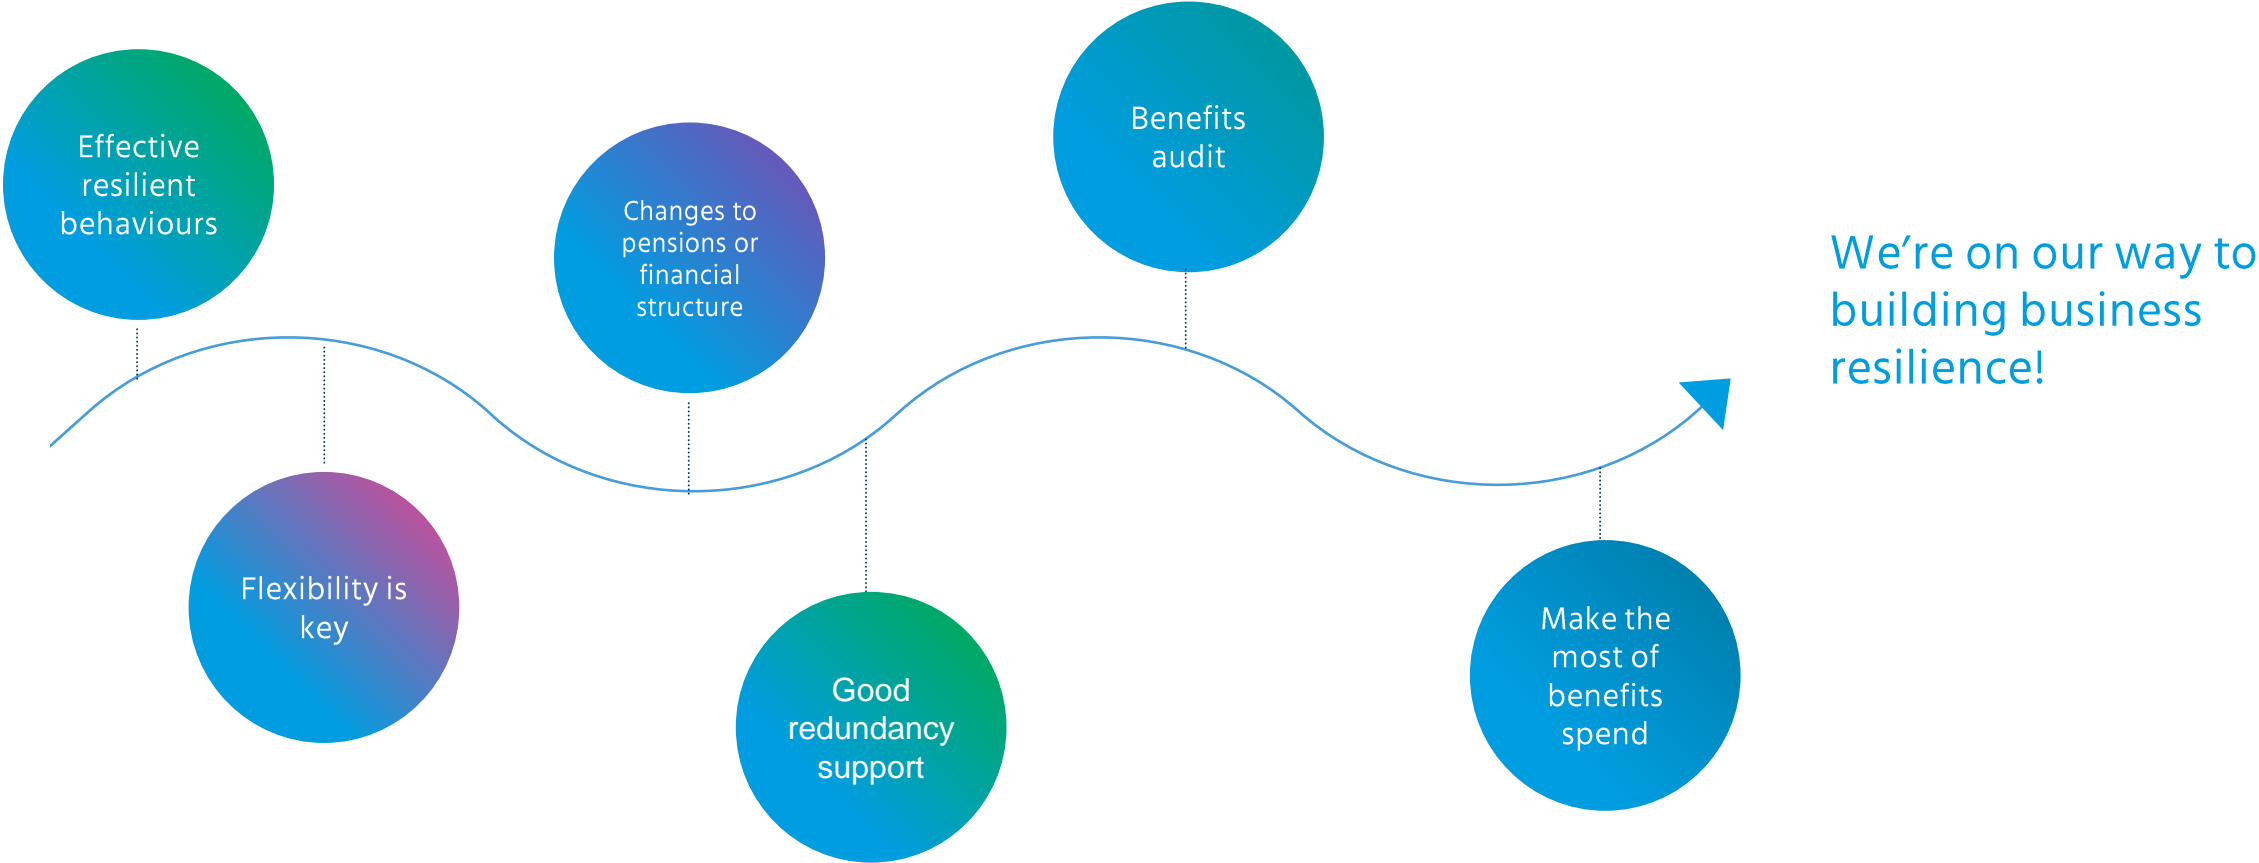 Effective
resilient
behaviours
Flexibility is
key
Changes to
pensions or
financial
structure
Good
redundancy
support
Benefits
audit
Make the
most of
benefits
spend
We’re on our way to
building business
resilience!